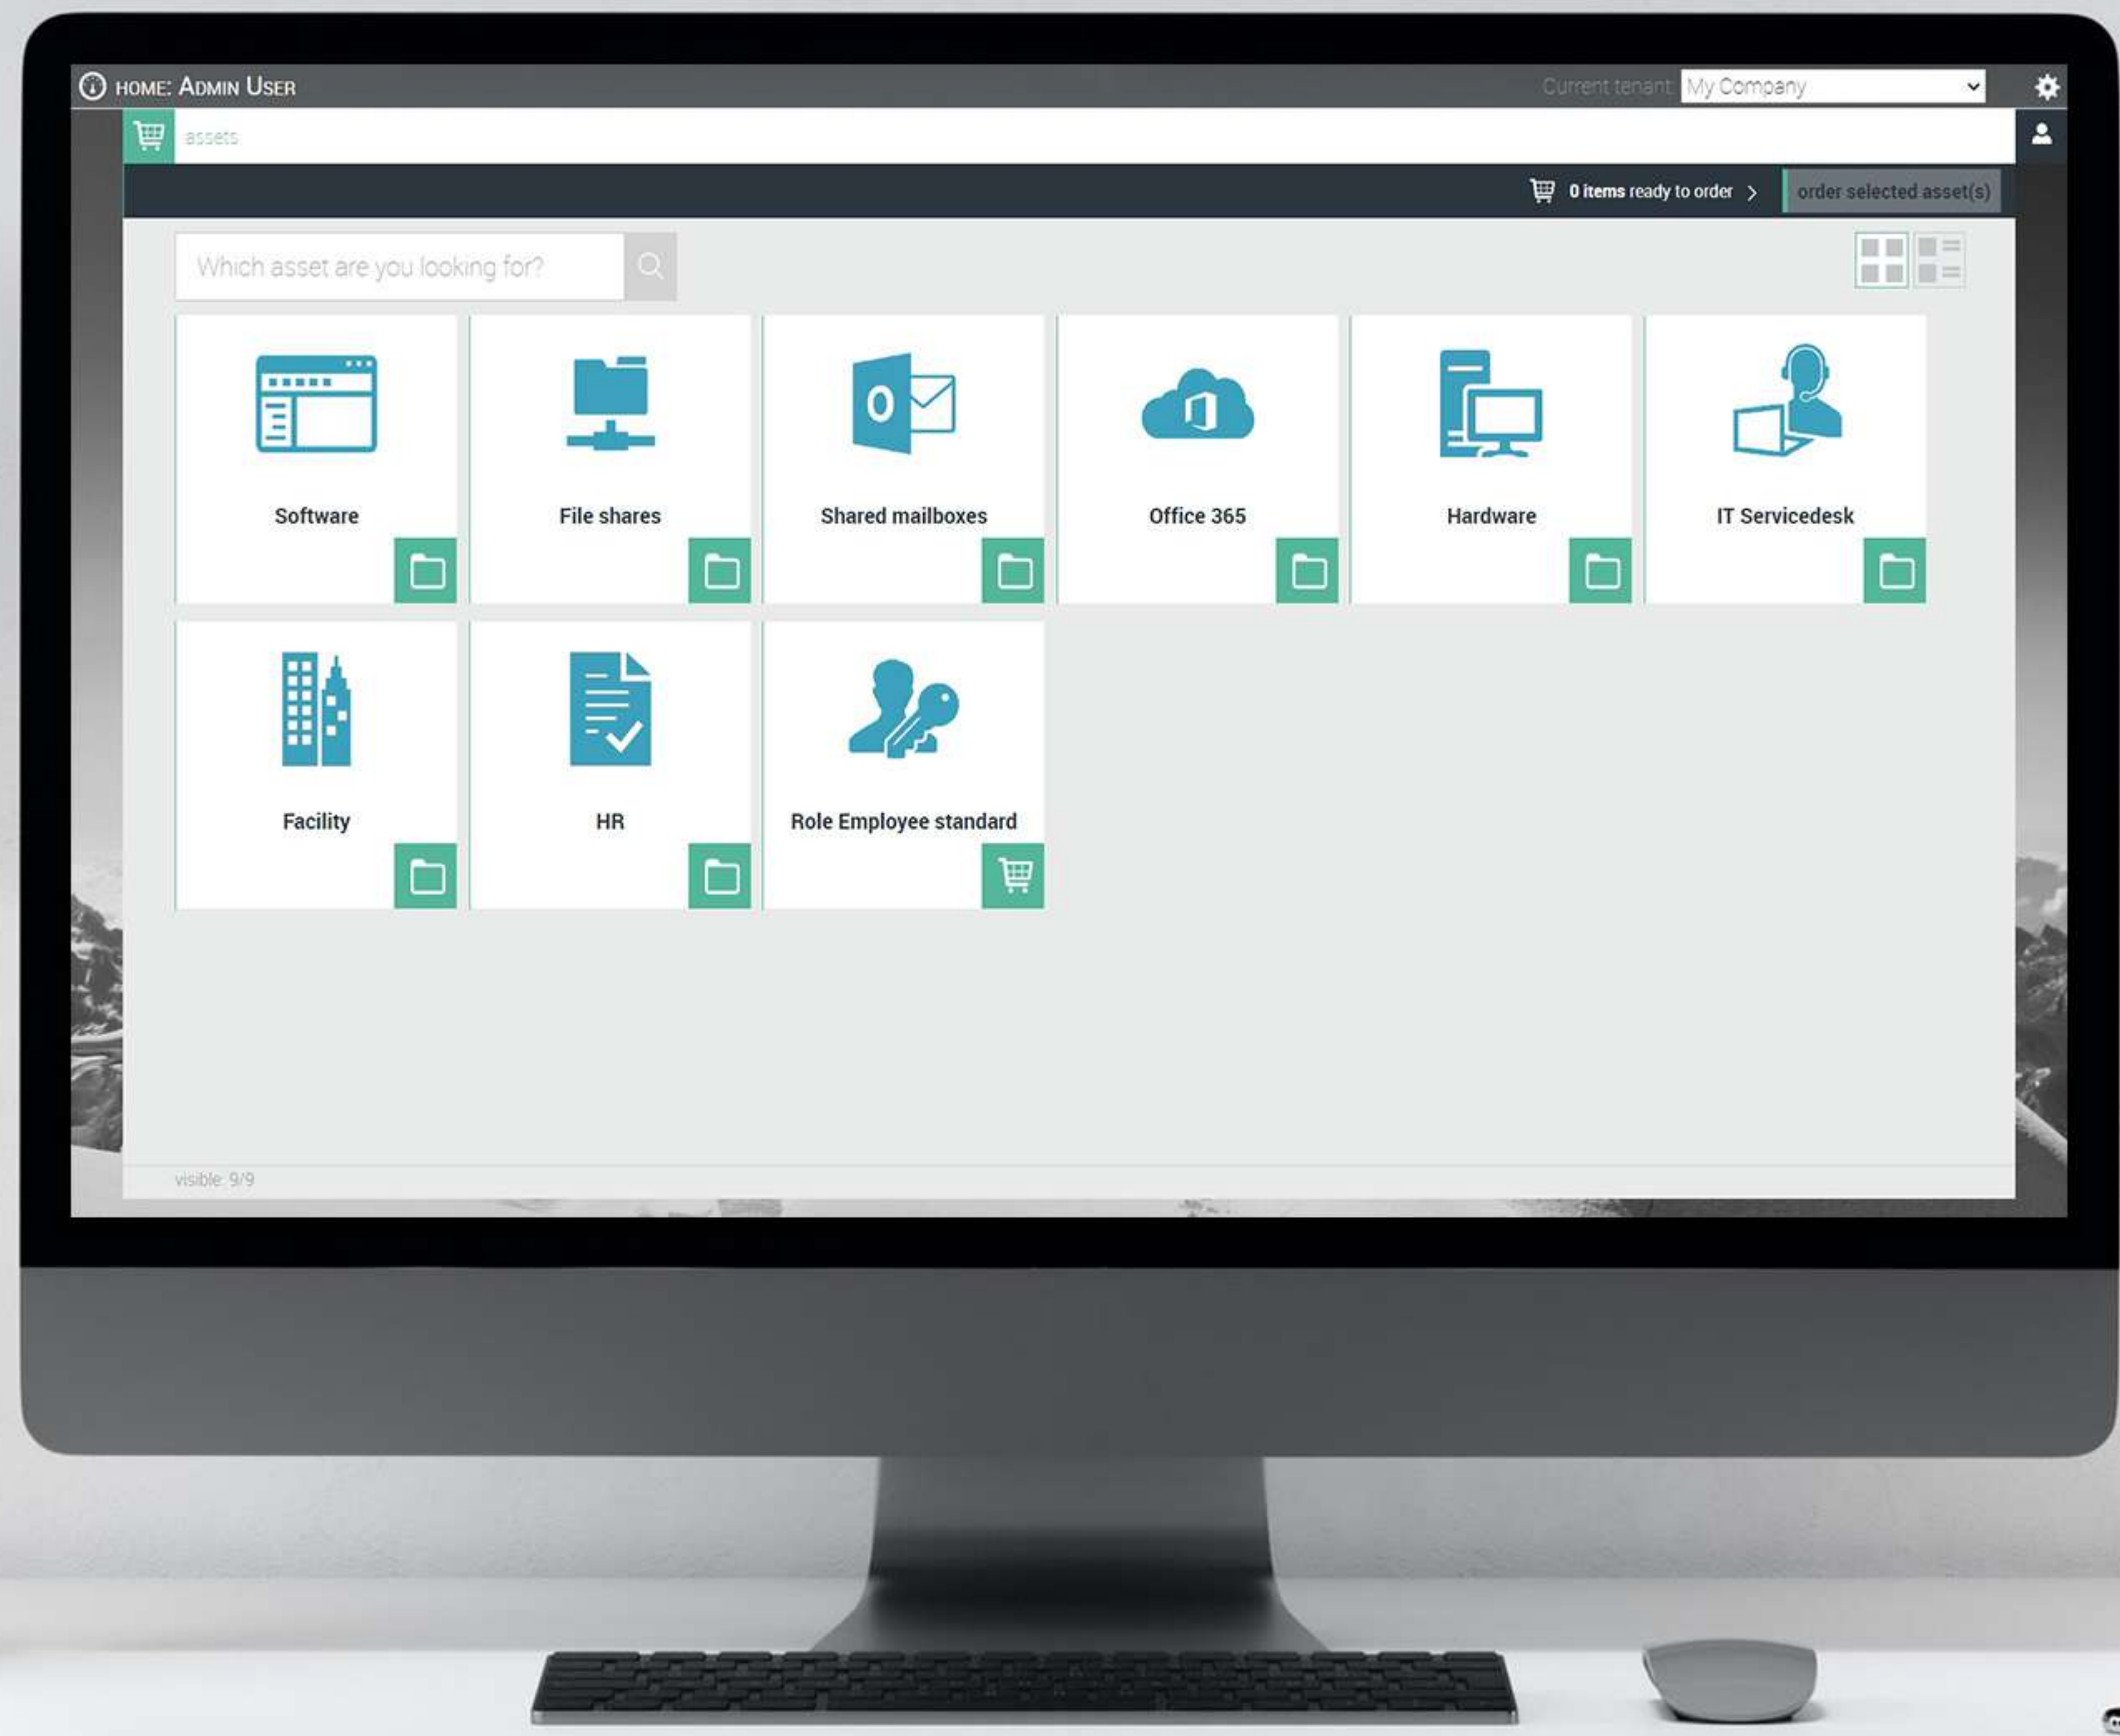 HOME: ADMIN USER
Current tenant: My Company
assets
0 items ready to order >
order selected asset(s)
Which asset are you looking for?
Software
File shares
Shared mailboxes
Office 365
Hardware
IT Servicedesk
Facility
HR
Role Employee standard
visible: 9/9